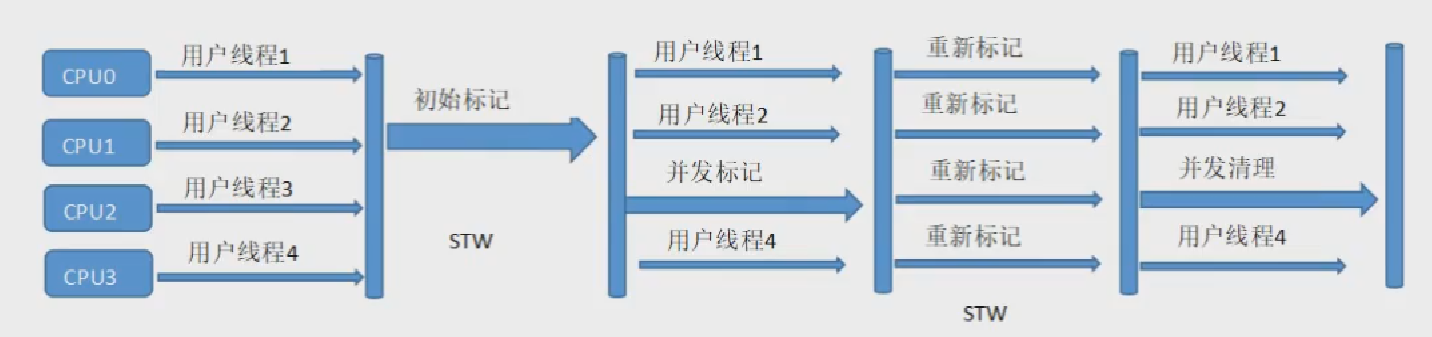 CPU0
用户线程1
CPU1
用户线程2
CPU2
用户线程3
CPU3
用户线程4
初始标记
STW
用户线程1
用户线程2
并发标记
用户线程4
重新标记
重新标记
重新标记
重新标记
STW
用户线程1
用户线程2
并发清理
用户线程4